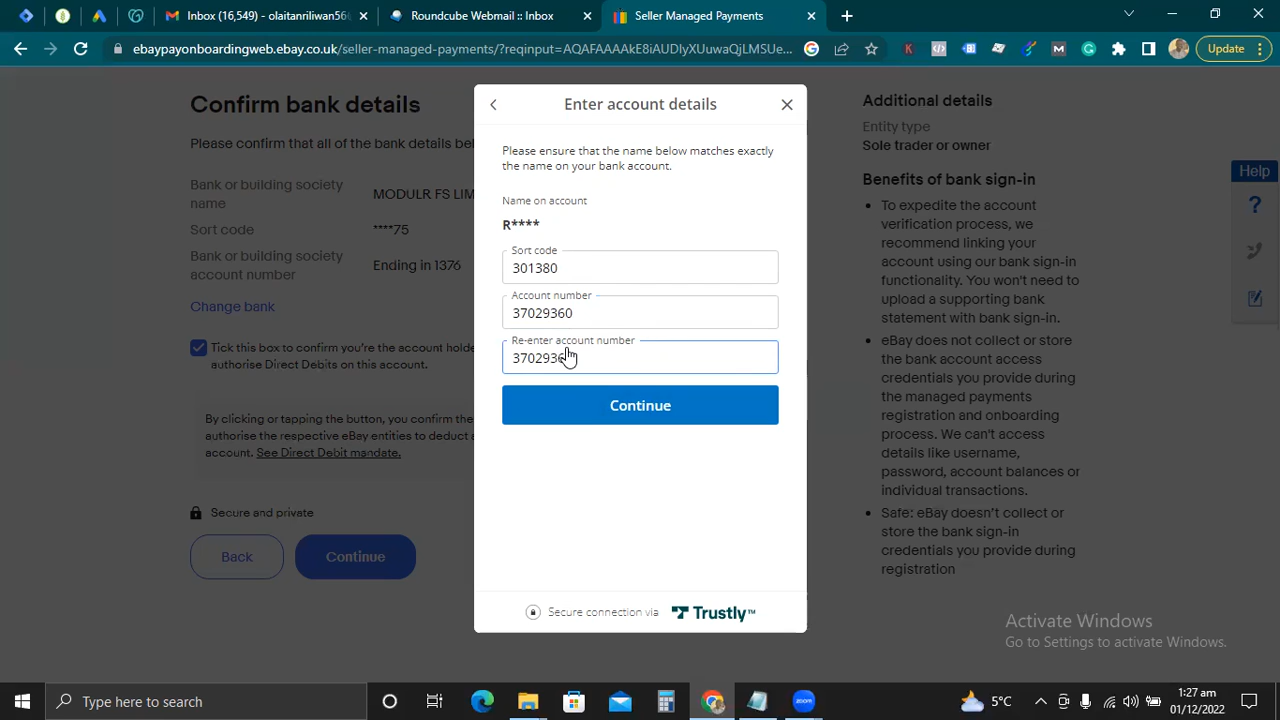 Inbox (16,549) - olaitanriliwan56
Roundcube Webmail :: Inbox
Seller Managed Payments
ebaypayonboardingweb.ebay.co.uk/seller-managed-payments/?reqinput=AQAFAAAAkE8iAUDlyXUuwaQjLMSUe...
Update
Confirm bank details
Please confirm that all of the bank details
Bank or building society
name
MODULR FS LIM
Sort code
****75
Bank or building society
account number
Ending in 1376
Change bank
Tick this box to confirm you're the account
authorise Direct Debits on this account.
By clicking or tapping the button, you confirm the
authorise the respective eBay entities to deduct
account. See Direct Debit mandate.
Secure and private
Back
Continue
Enter account details
Please ensure that the name below matches exactly
the name on your bank account.
Name on account
R****
Sort code
301380
Account number
37029360
Re-enter account number
3702936
Continue
Secure connection via Trustly™
Additional details
Entity type
Sole trader or owner
Benefits of bank sign-in
• To expedite the account
verification process, we
recommend linking your
account using our bank sign-in
functionality. You won't need to
upload a supporting bank
statement with bank sign-in.
• eBay does not collect or
store the bank account
access credentials you
provide during
the managed payments
registration and onboarding
process. We can't access
details like username,
password, account balances or
individual transactions.
• Safe: eBay doesn't collect or
store the bank sign-in
credentials you provide during
registration
Help
Activate Windows
Go to Settings to activate Windows.
Type here to search
zoom
5°C
1:27 am
01/12/2022